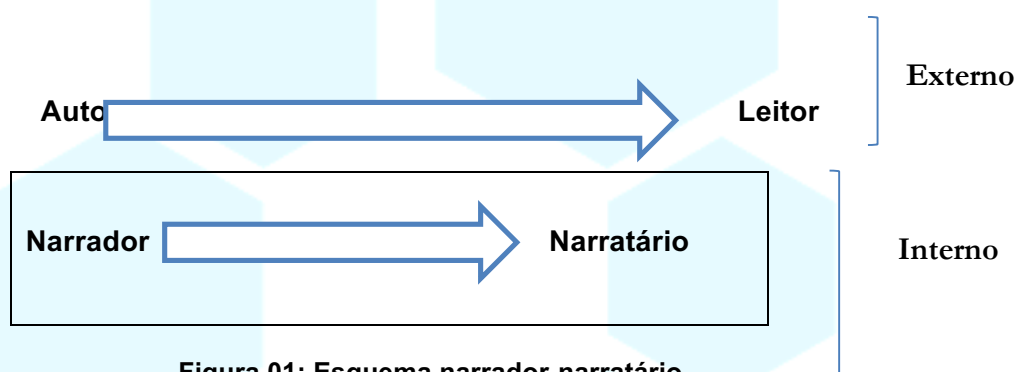 Externo
Auto
Leitor
Narrador
Narratário
Interno
Figura 01: Esquema narrador-narratário